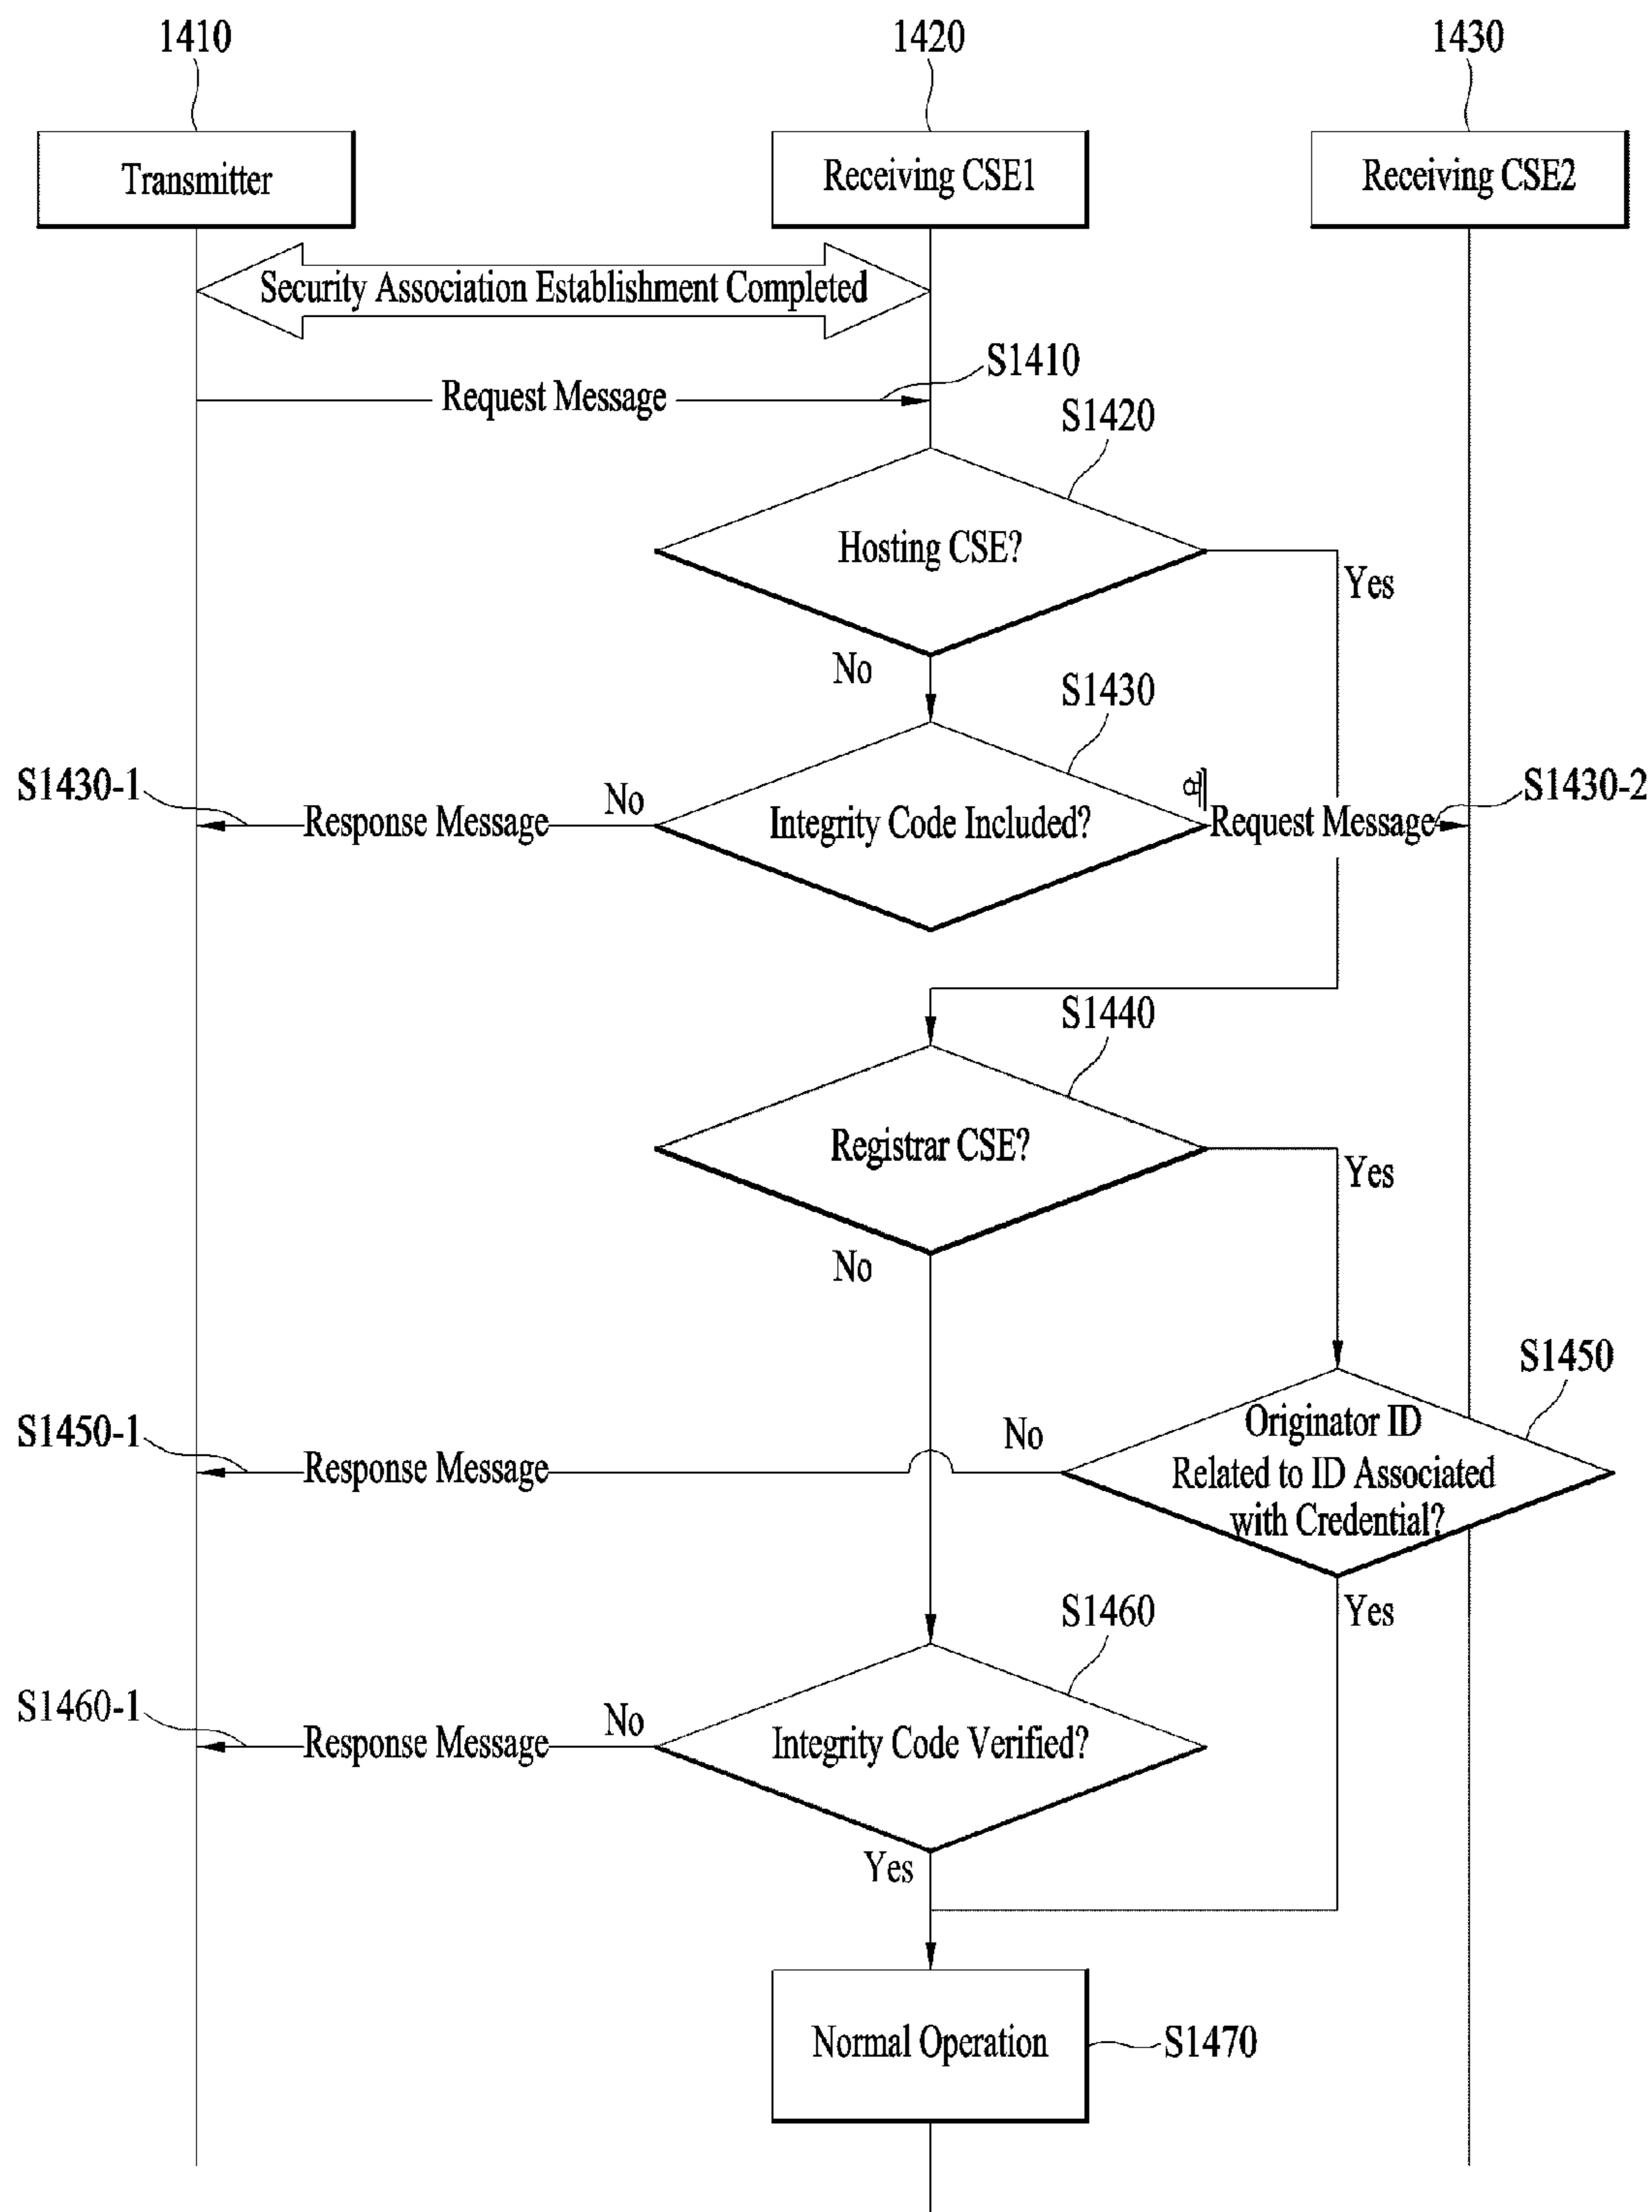 1410
1420
1430
Transmitter
Receiving CSE1
Receiving CSE2
Security Association Establishment Completed
S1410
Request Message
S1420
Hosting CSE?
Yes
No
S1430
S1430-1
Response Message
No
Integrity Code Included?
예
Request Message
S1430-2
S1440
Registrar CSE?
Yes
No
S1450
S1450-1
Response Message
No
Originator ID
Related to ID Associated
with Credential?
Yes
S1460
S1460-1
Response Message
No
Integrity Code Verified?
Yes
Normal Operation
S1470